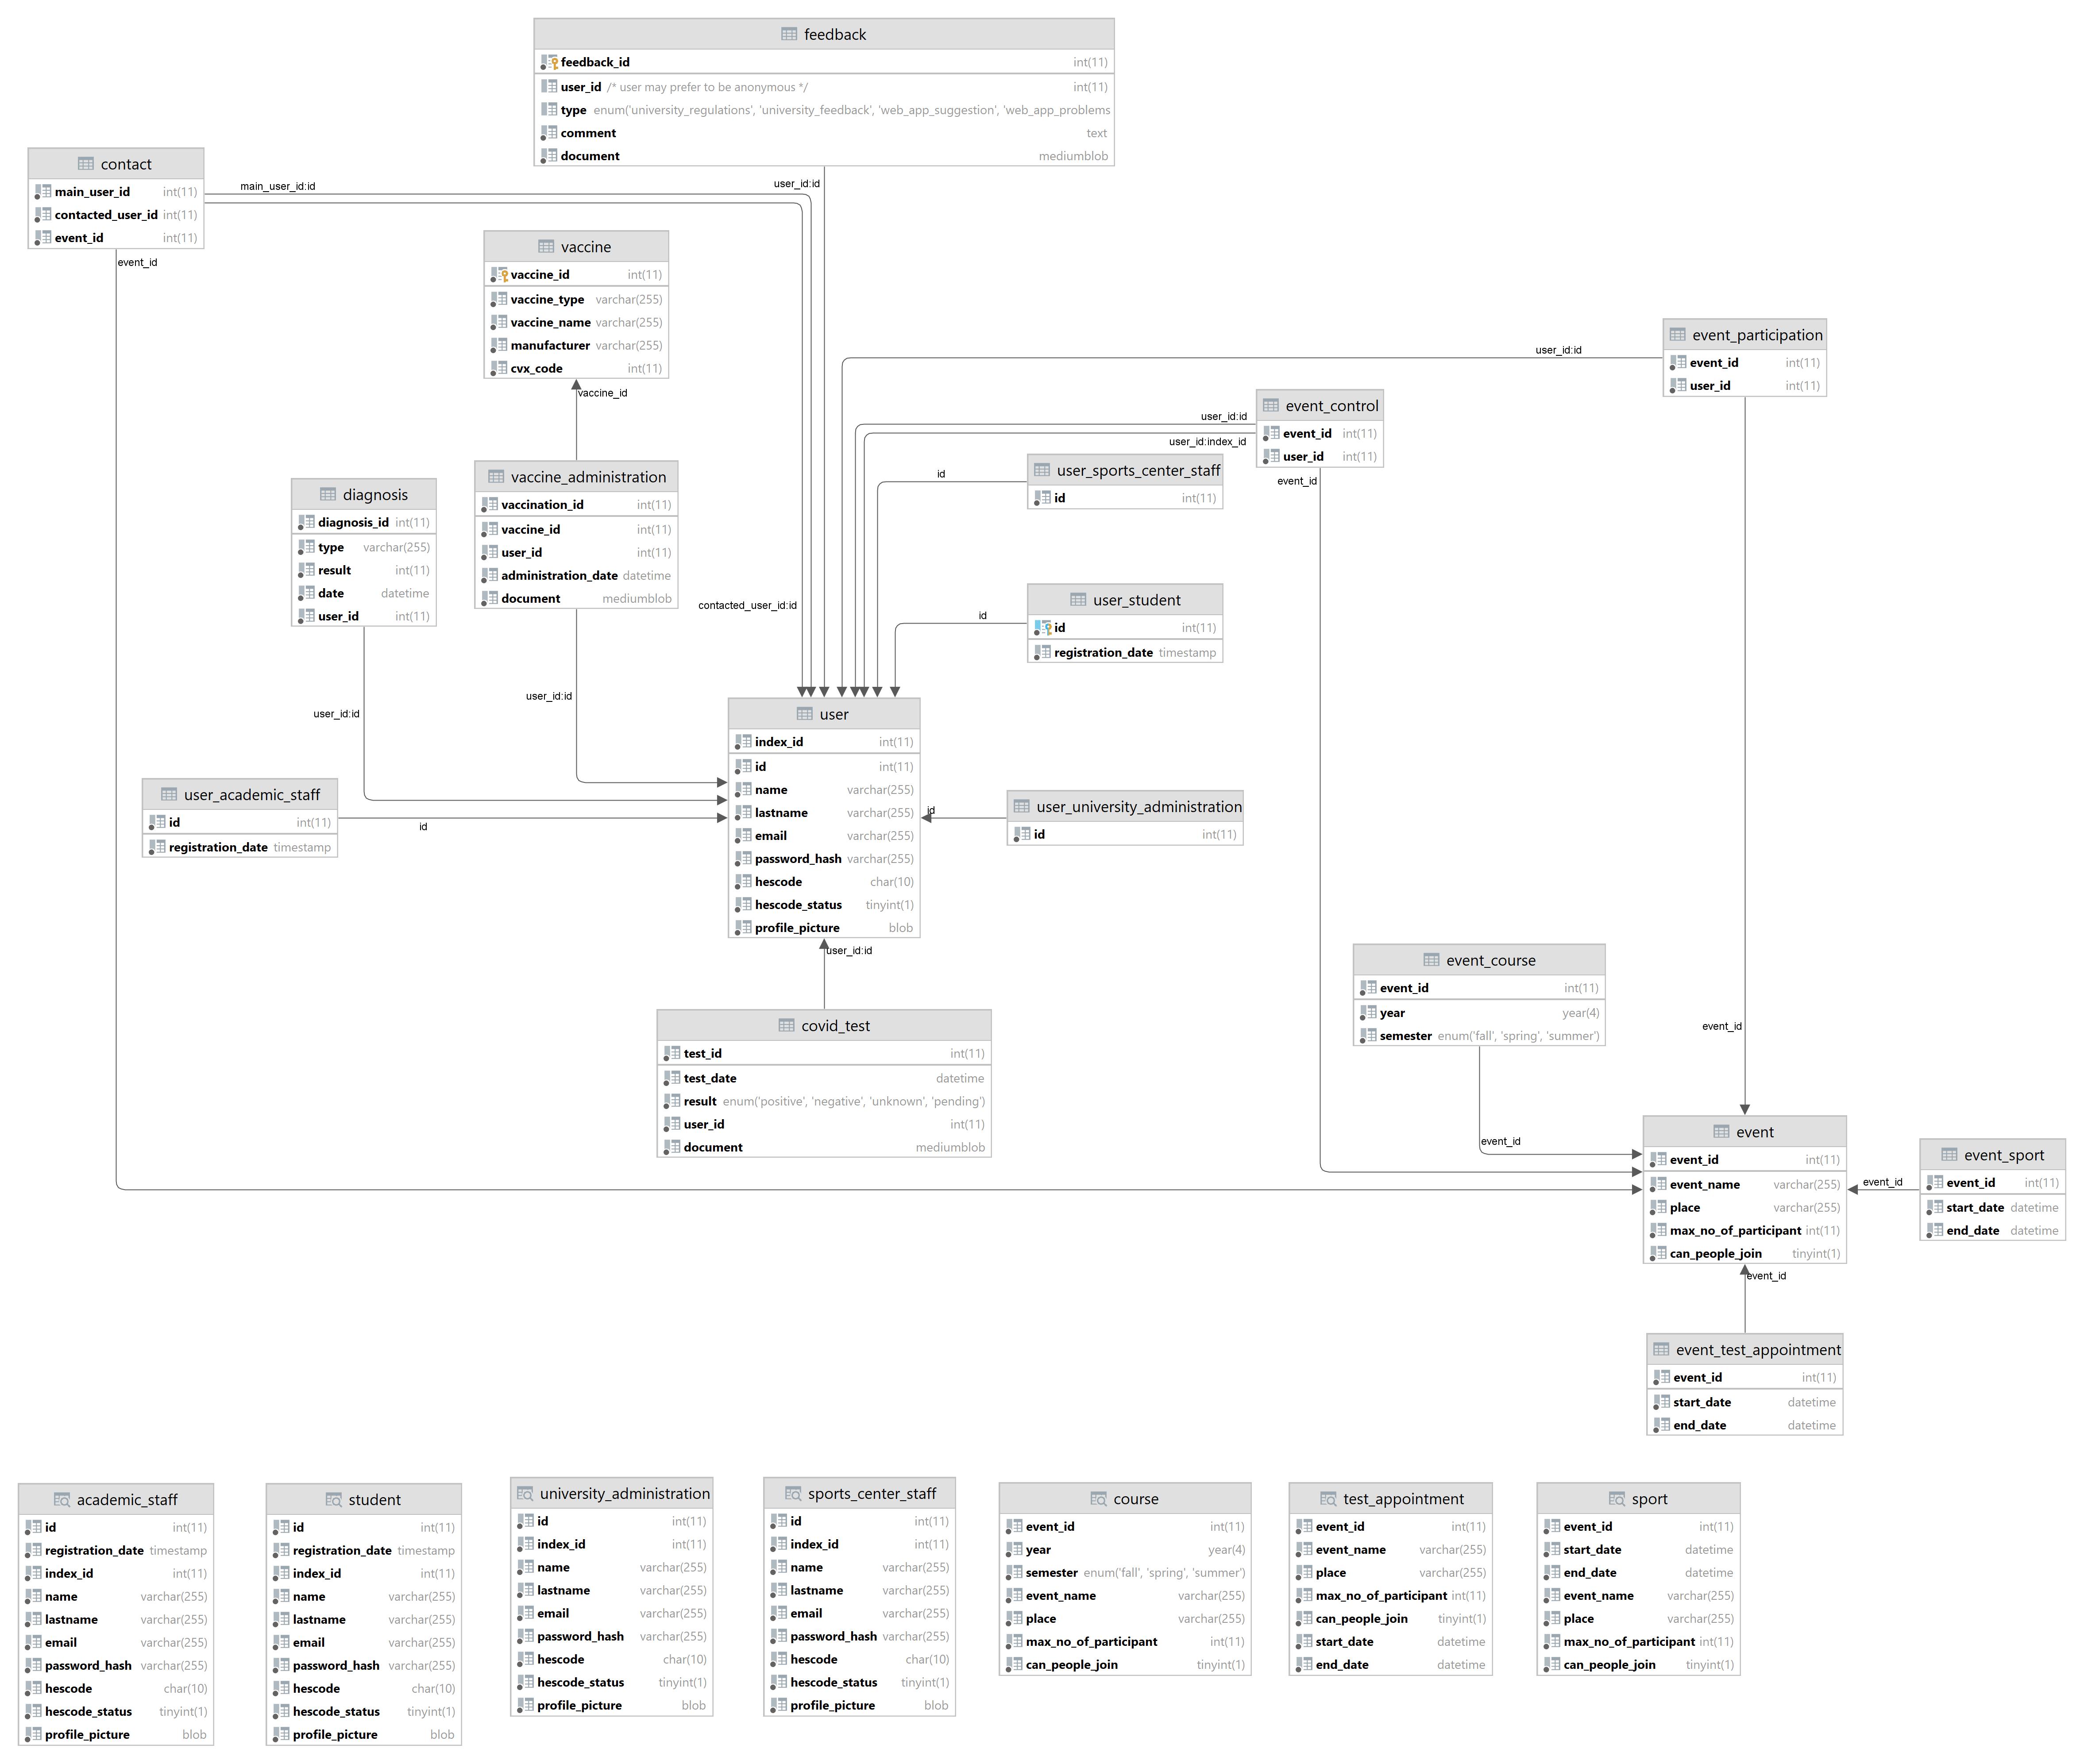 feedback
feedback_id int(11)
user_id /* user may prefer to be anonymous */ int(11)
type enum('university_regulations', 'university_feedback', 'web_app_suggestion', 'web_app_problems
comment text
document mediumblob
contact
main_user_id int(11)
contacted_user_id int(11)
event_id int(11)
main_user_id:id
user_id:id
event_id
vaccine
vaccine_id int(11)
vaccine_type varchar(255)
vaccine_name varchar(255)
manufacturer varchar(255)
cvx_code int(11)
vaccine_id
event_participation
event_id int(11)
user_id int(11)
user_id:id
event_control
event_id int(11)
user_id int(11)
user_id:id
user_id:index_id
event_id
user_sports_center_staff
id int(11)
id
diagnosis
diagnosis_id int(11)
type varchar(255)
result int(11)
date datetime
user_id int(11)
vaccine_administration
vaccination_id int(11)
vaccine_id int(11)
user_id int(11)
administration_date datetime
document mediumblob
contacted_user_id:id
user_student
id int(11)
registration_date timestamp
id
user_id:id
user_id:id
user
index_id int(11)
id int(11)
name varchar(255)
lastname varchar(255)
email varchar(255)
password_hash varchar(255)
hescode char(10)
hescode_status tinyint(1)
profile_picture blob
user_academic_staff
id int(11)
registration_date timestamp
id
user_university_administration
id int(11)
id
user_id:id
covid_test
test_id int(11)
test_date datetime
result enum('positive', 'negative', 'unknown', 'pending')
user_id int(11)
document mediumblob
event_course
event_id int(11)
year year(4)
semester enum('fall', 'spring', 'summer')
event_id
event_id
event
event_id int(11)
event_name varchar(255)
place varchar(255)
max_no_of_participant int(11)
can_people_join tinyint(1)
event_sport
event_id int(11)
start_date datetime
end_date datetime
event_id
event_id
event_test_appointment
event_id int(11)
start_date datetime
end_date datetime
academic_staff
id int(11)
registration_date timestamp
index_id int(11)
name varchar(255)
lastname varchar(255)
email varchar(255)
password_hash varchar(255)
hescode char(10)
hescode_status tinyint(1)
profile_picture blob
student
id int(11)
registration_date timestamp
index_id int(11)
name varchar(255)
lastname varchar(255)
email varchar(255)
password_hash varchar(255)
hescode char(10)
hescode_status tinyint(1)
profile_picture blob
university_administration
id int(11)
index_id int(11)
name varchar(255)
lastname varchar(255)
email varchar(255)
password_hash varchar(255)
hescode char(10)
hescode_status tinyint(1)
profile_picture blob
sports_center_staff
id int(11)
index_id int(11)
name varchar(255)
lastname varchar(255)
email varchar(255)
password_hash varchar(255)
hescode char(10)
hescode_status tinyint(1)
profile_picture blob
course
event_id int(11)
year year(4)
semester enum('fall', 'spring', 'summer')
event_name varchar(255)
place varchar(255)
max_no_of_participant int(11)
can_people_join tinyint(1)
test_appointment
event_id int(11)
event_name varchar(255)
place varchar(255)
max_no_of_participant int(11)
can_people_join tinyint(1)
start_date datetime
end_date datetime
sport
event_id int(11)
start_date datetime
end_date datetime
event_name varchar(255)
place varchar(255)
max_no_of_participant int(11)
can_people_join tinyint(1)